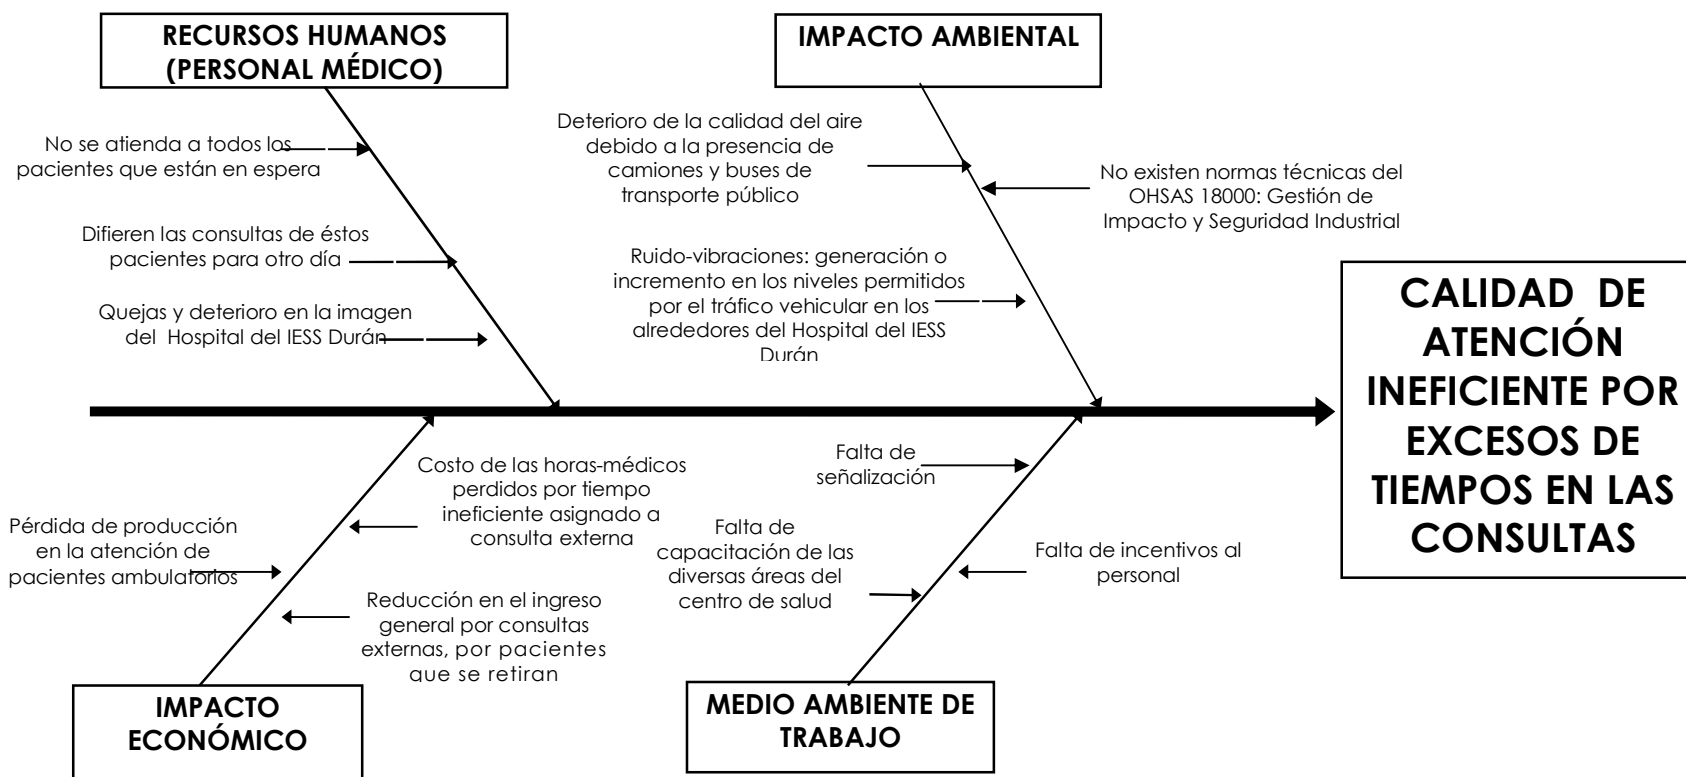 RECURSOS HUMANOS
(PERSONAL MÉDICO)
IMPACTO AMBIENTAL
No se atienda a todos los
pacientes que están en espera
Difieren las consultas de éstos
pacientes para otro día
Quejas y deterioro en la imagen
del Hospital del IESS Durán
Deterioro de la calidad del aire
debido a la presencia de
camiones y buses de
transporte público
No existen normas técnicas del
OHSAS 18000: Gestión de
Impacto y Seguridad Industrial
Ruido-vibraciones: generación o
incremento en los niveles permitidos
por el tráfico vehicular en los
alrededores del Hospital del IESS
Durán
CALIDAD DE
ATENCIÓN
INEFICIENTE POR
EXCESOS DE
TIEMPOS EN LAS
CONSULTAS
Pérdida de producción
en la atención de
pacientes ambulatorios
Costo de las horas-médicos
perdidos por tiempo
ineficiente asignado a
consulta externa
Reducción en el ingreso
general por consultas
externas, por pacientes
que se retiran
Falta de
señalización
Falta de
capacitación de las
diversas áreas del
centro de salud
Falta de incentivos al
personal
IMPACTO
ECONÓMICO
MEDIO AMBIENTE DE
TRABAJO